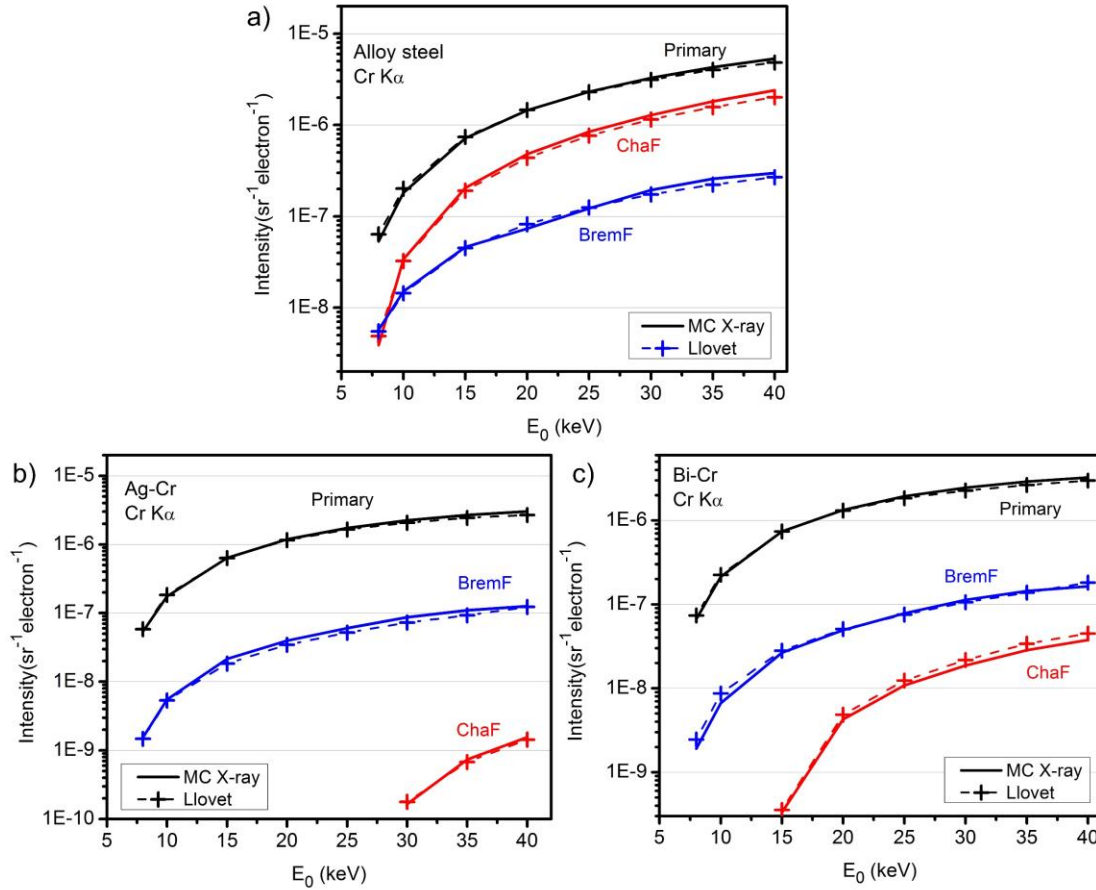 a)
Alloy steel
Cr Kα
Primary
ChaF
BremF
MC X-ray
Llovet
Intensity(sr⁻¹electron⁻¹)
1E-5
1E-6
1E-7
1E-8
5 10 15 20 25 30 35 40
E₀ (keV)
b)
Ag-Cr
Cr Kα
Primary
BremF
ChaF
MC X-ray
Llovet
Intensity(sr⁻¹electron⁻¹)
1E-5
1E-6
1E-7
1E-8
1E-9
1E-10
5 10 15 20 25 30 35 40
E₀ (keV)
c)
Bi-Cr
Cr Kα
Primary
BremF
ChaF
MC X-ray
Llovet
Intensity(sr⁻¹electron⁻¹)
1E-6
1E-7
1E-8
1E-9
5 10 15 20 25 30 35 40
E₀ (keV)